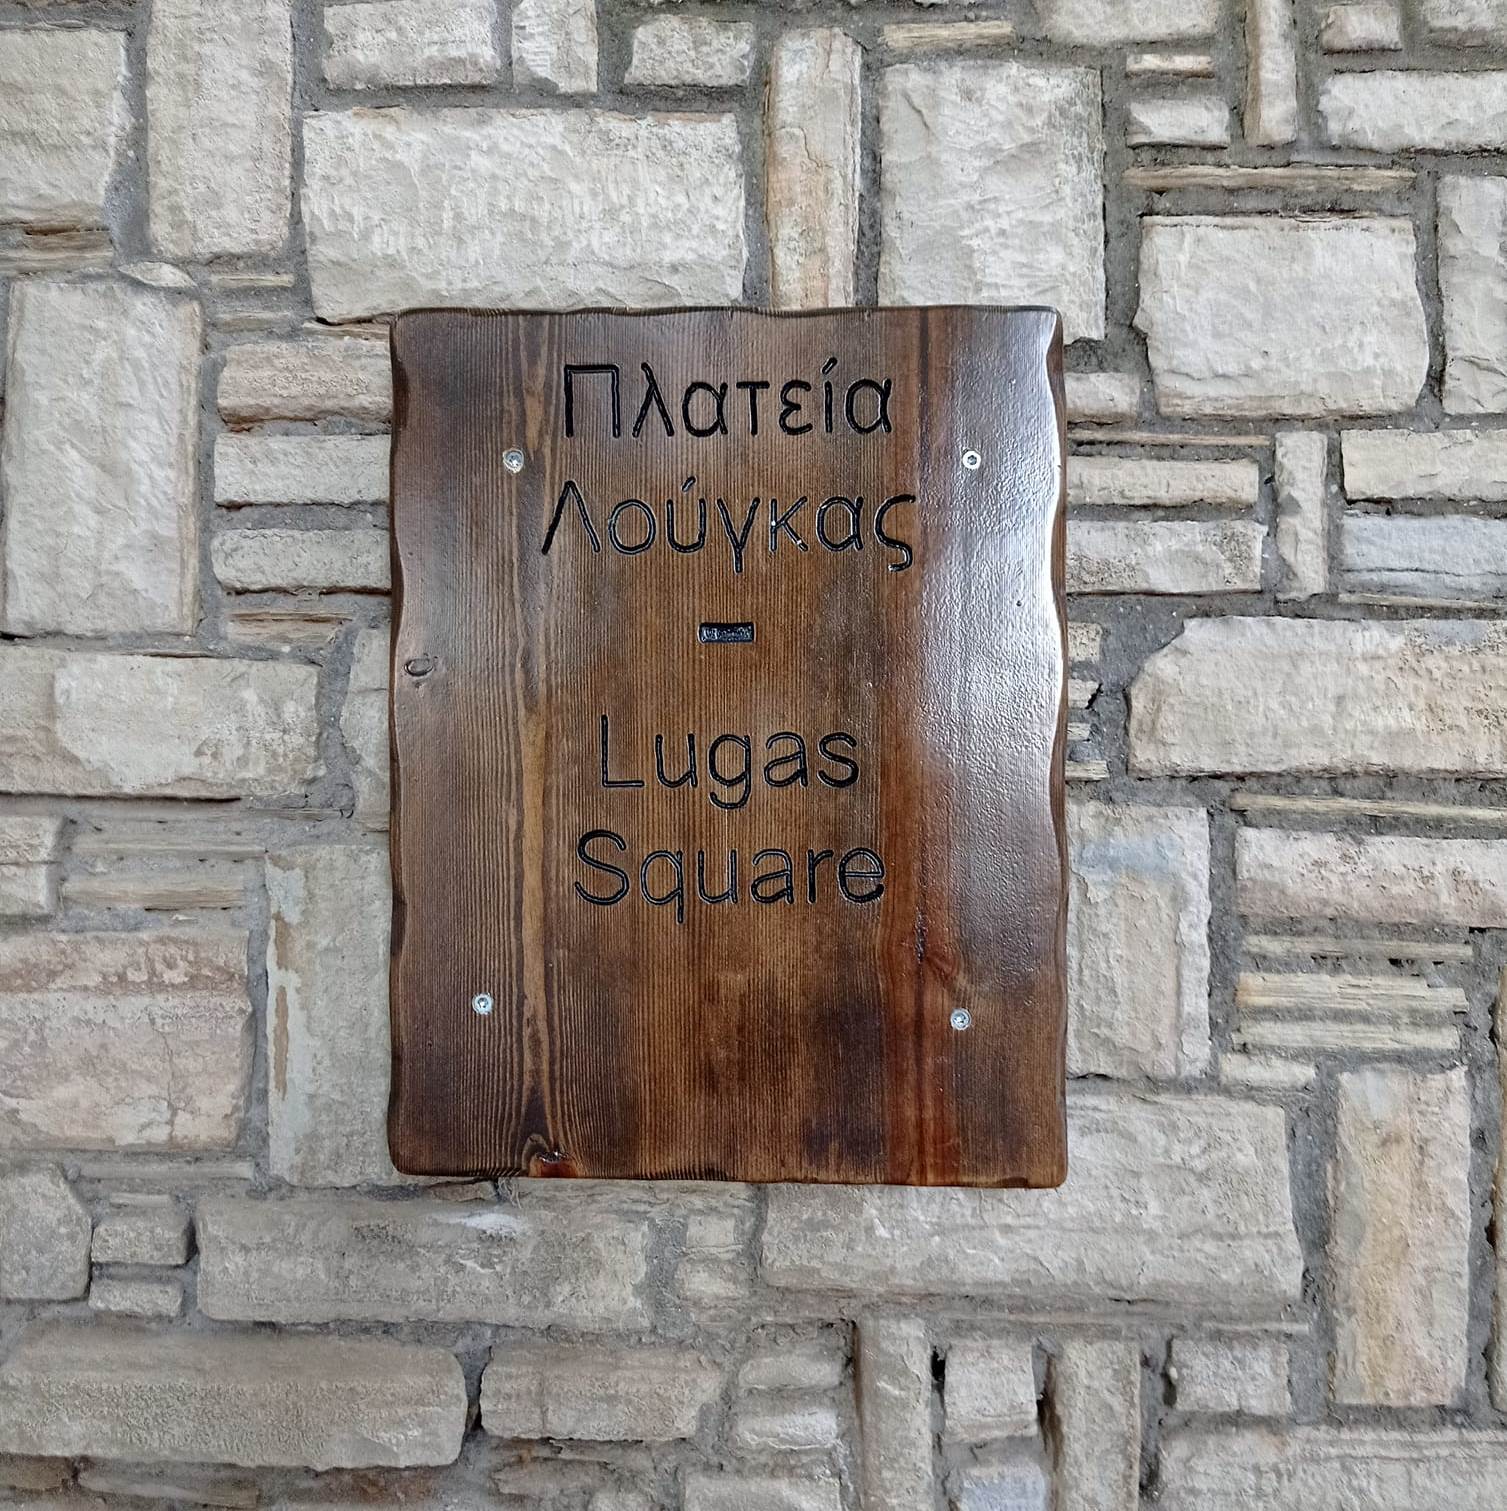 Πλατεία
Λούγκας
-
Lugas
Square